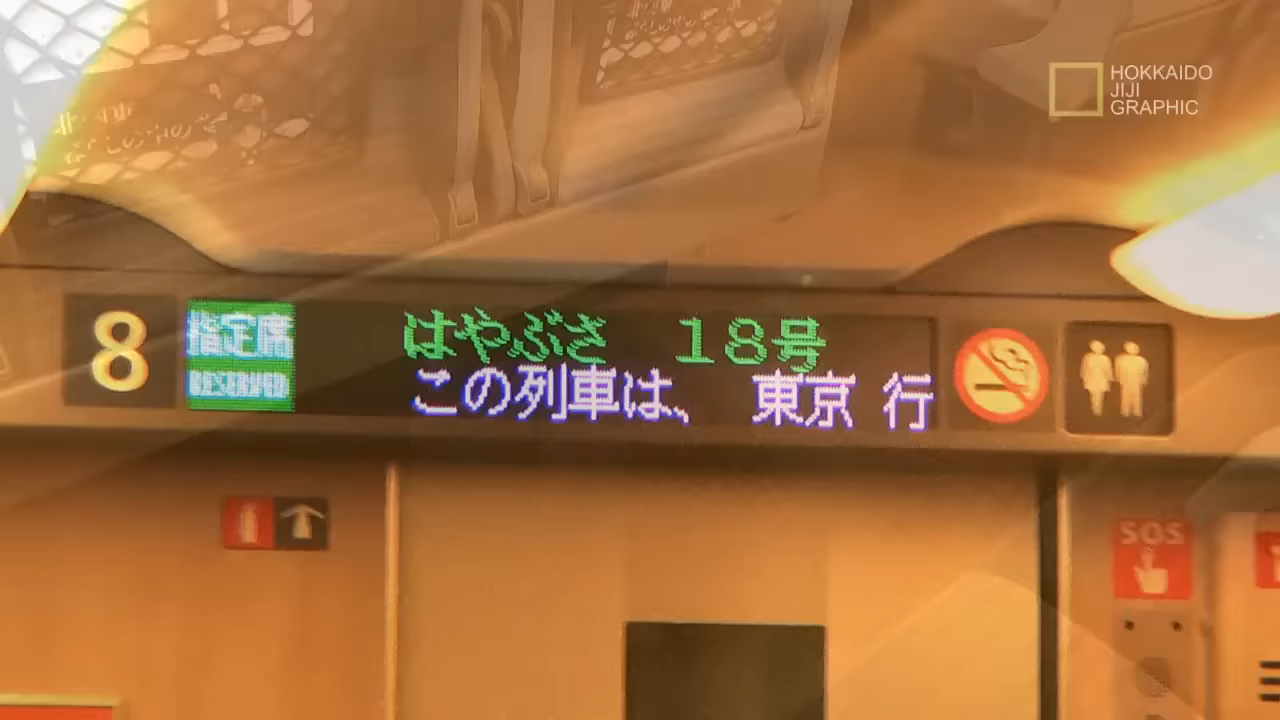 HOKKAIDO
JIJI
GRAPHIC
8
指定席
RESERVED
はやぶさ 18号
この列車は、 東京 行
SOS